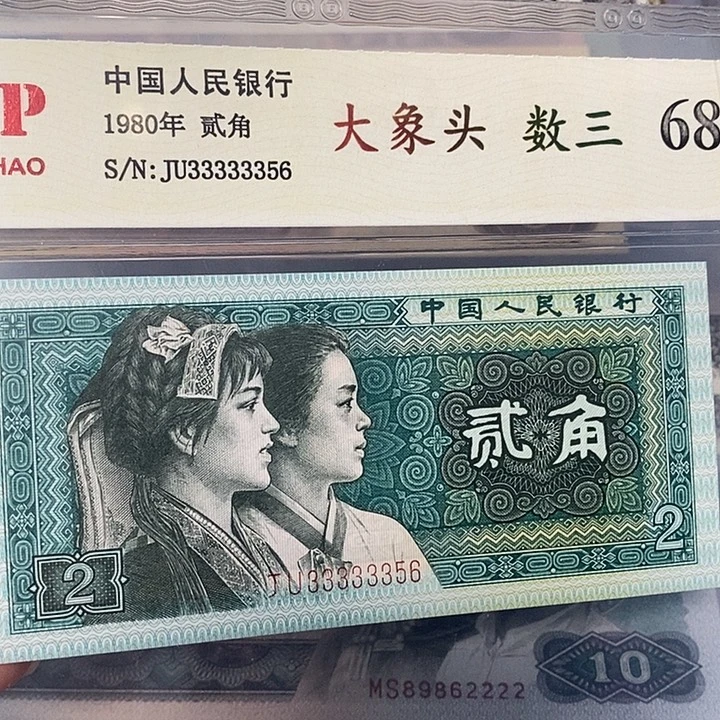 P
HAO
中国人民银行
1980年 贰角
S/N:JU33333356
大象头 数三 68
中国人民银行
贰角
2
2
JU33333356
10
MS89862222